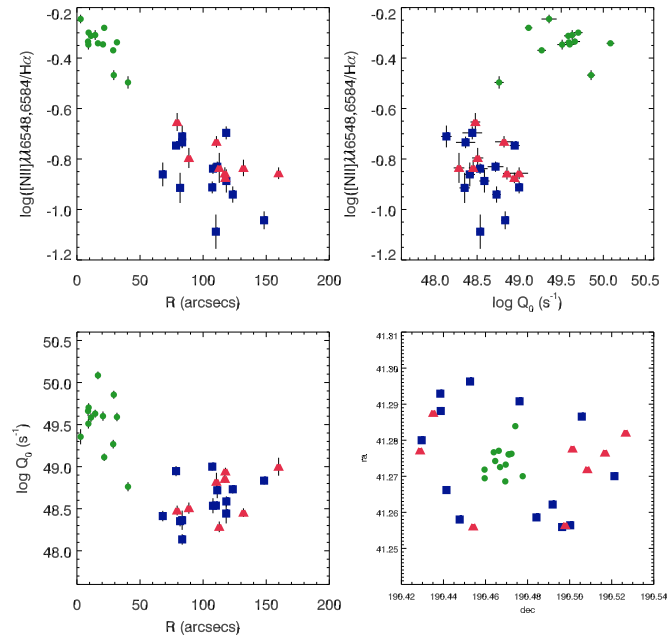 -0.2
-0.4
-0.6
-0.8
-1.0
-1.2
log([NII]λλ6548,6584/Hα)
0 50 100 150 200
R (arcsecs)
-0.2
-0.4
-0.6
-0.8
-1.0
-1.2
log([NII]λλ6548,6584/Hα)
48.0 48.5 49.0 49.5 50.0 50.5
log Q₀ (s⁻¹)
50.5
50.0
49.5
49.0
48.5
48.0
log Q₀ (s⁻¹)
0 50 100 150 200
R (arcsecs)
41.31
41.30
41.29
41.28
41.27
41.26
41.25
ra
196.42 196.44 196.46 196.48 196.50 196.52 196.54
dec